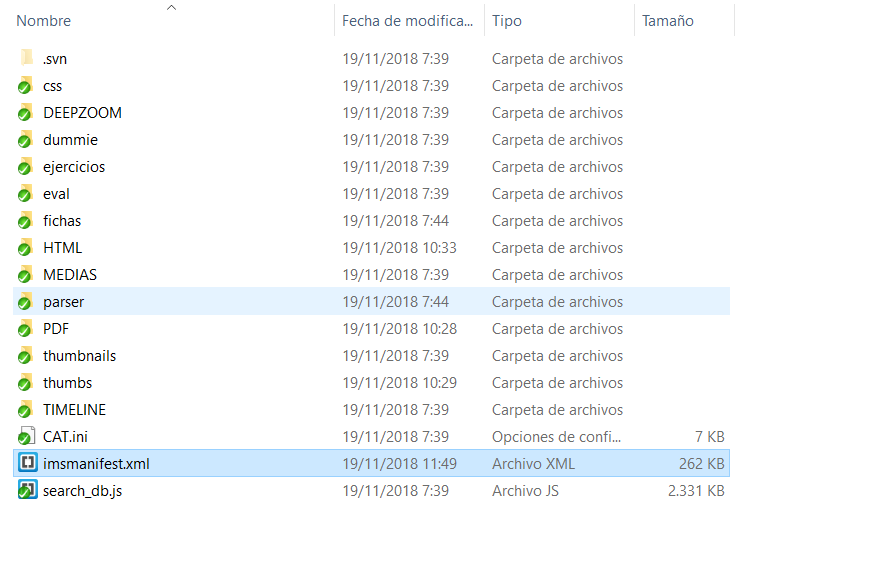 Nombre Fecha de modifica... Tipo Tamaño
.svn 19/11/2018 7:39 Carpeta de archivos
css 19/11/2018 7:39 Carpeta de archivos
DEEPZOOM 19/11/2018 7:39 Carpeta de archivos
dummie 19/11/2018 7:39 Carpeta de archivos
ejercicios 19/11/2018 7:39 Carpeta de archivos
eval 19/11/2018 7:39 Carpeta de archivos
fichas 19/11/2018 7:44 Carpeta de archivos
HTML 19/11/2018 10:33 Carpeta de archivos
MEDIAS 19/11/2018 7:39 Carpeta de archivos
parser 19/11/2018 7:44 Carpeta de archivos
PDF 19/11/2018 10:28 Carpeta de archivos
thumbnails 19/11/2018 7:39 Carpeta de archivos
thumbs 19/11/2018 10:29 Carpeta de archivos
TIMELINE 19/11/2018 7:39 Carpeta de archivos
CAT.ini 19/11/2018 7:39 Opciones de confi... 7 KB
imsmanifest.xml 19/11/2018 11:49 Archivo XML 262 KB
search_db.js 19/11/2018 7:39 Archivo JS 2.331 KB